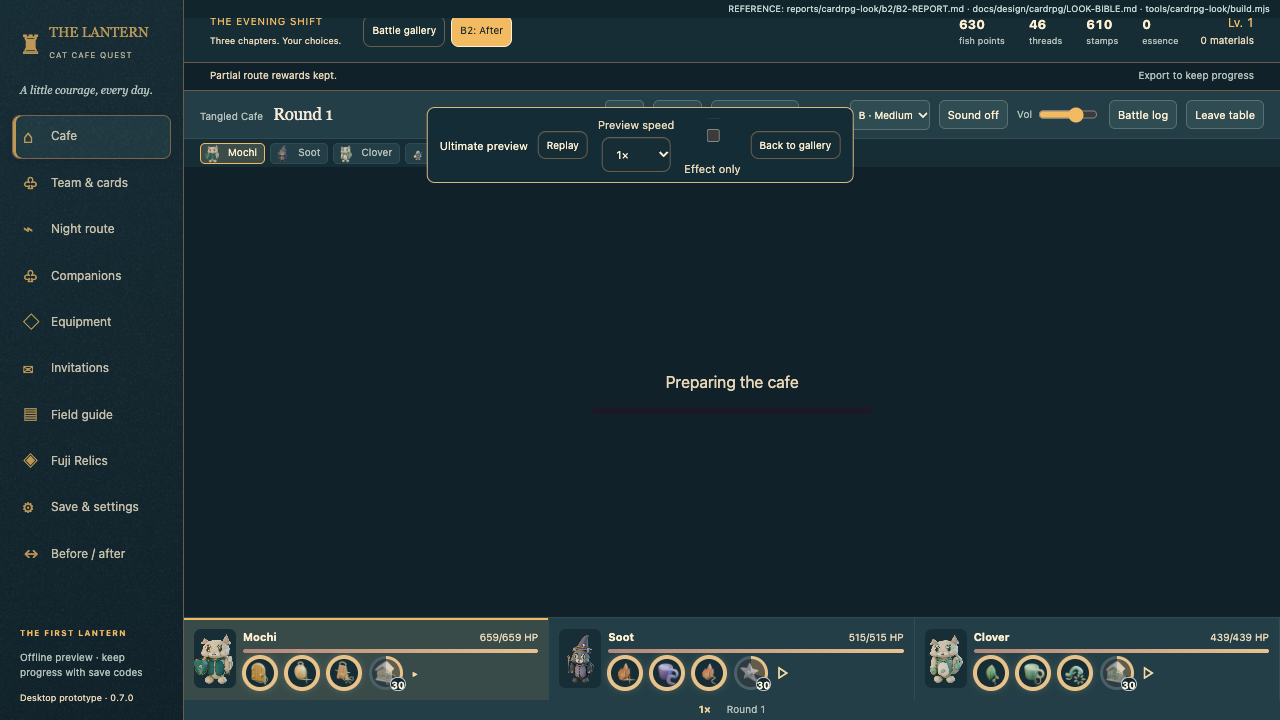 REFERENCE: reports/cardrpg-look/b2/B2-REPORT.md · docs/design/cardrpg/LOOK-BIBLE.md · tools/cardrpg-look/build.mjs
THE LANTERN
CAT CAFE QUEST
A little courage, every day.
Cafe
Team & cards
Night route
Companions
Equipment
Invitations
Field guide
Fuji Relics
Save & settings
Before / after
THE FIRST LANTERN
Offline preview · keep
progress with save codes
Desktop prototype · 0.7.0
THE EVENING SHIFT
Three chapters. Your choices.
Battle gallery
B2: After
630
fish points
46
threads
610
stamps
0
essence
Lv. 1
0 materials
Partial route rewards kept.
Export to keep progress
Tangled Cafe
Round 1
B · Medium
Sound off
Vol
Battle log
Leave table
Mochi
Soot
Clover
Ultimate preview
Replay
Preview speed
1×
Effect only
Back to gallery
Preparing the cafe
Mochi
659/659 HP
30
Soot
515/515 HP
30
Clover
439/439 HP
30
1×
Round 1